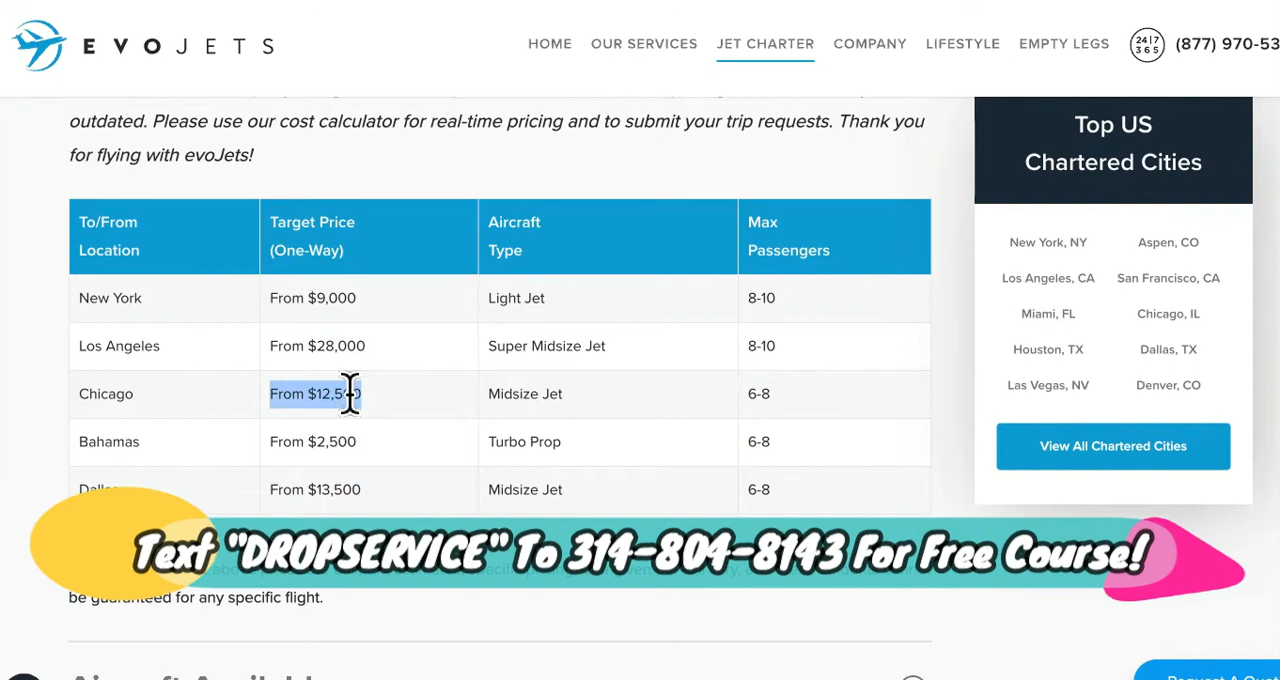 EVOJETS
HOME OUR SERVICES JET CHARTER COMPANY LIFESTYLE EMPTY LEGS 24|7 365 (877) 970-53
outdated. Please use our cost calculator for real-time pricing and to submit your trip requests. Thank you
for flying with evoJets!
To/From Location Target Price (One-Way) Aircraft Type Max Passengers
New York From $9,000 Light Jet 8-10
Los Angeles From $28,000 Super Midsize Jet 8-10
Chicago From $12,500 Midsize Jet 6-8
Bahamas From $2,500 Turbo Prop 6-8
Dallas From $13,500 Midsize Jet 6-8
Top US
Chartered Cities
New York, NY Aspen, CO
Los Angeles, CA San Francisco, CA
Miami, FL Chicago, IL
Houston, TX Dallas, TX
Las Vegas, NV Denver, CO
View All Chartered Cities
Text "DROPSERVICE" To 314-804-8143 For Free Course!
be guaranteed for any specific flight.
Request A Quote